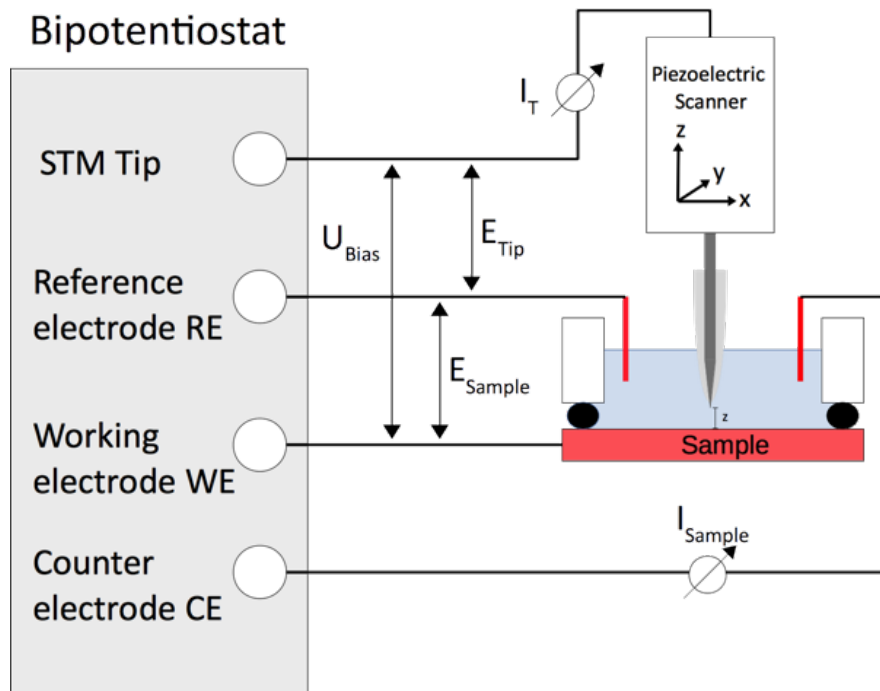 Bipotentiostat
STM Tip
Reference
electrode RE
Working
electrode WE
Counter
electrode CE
U_Bias
E_Tip
E_Sample
I_T
Piezoelectric
Scanner
z
y
x
z
Sample
I_Sample